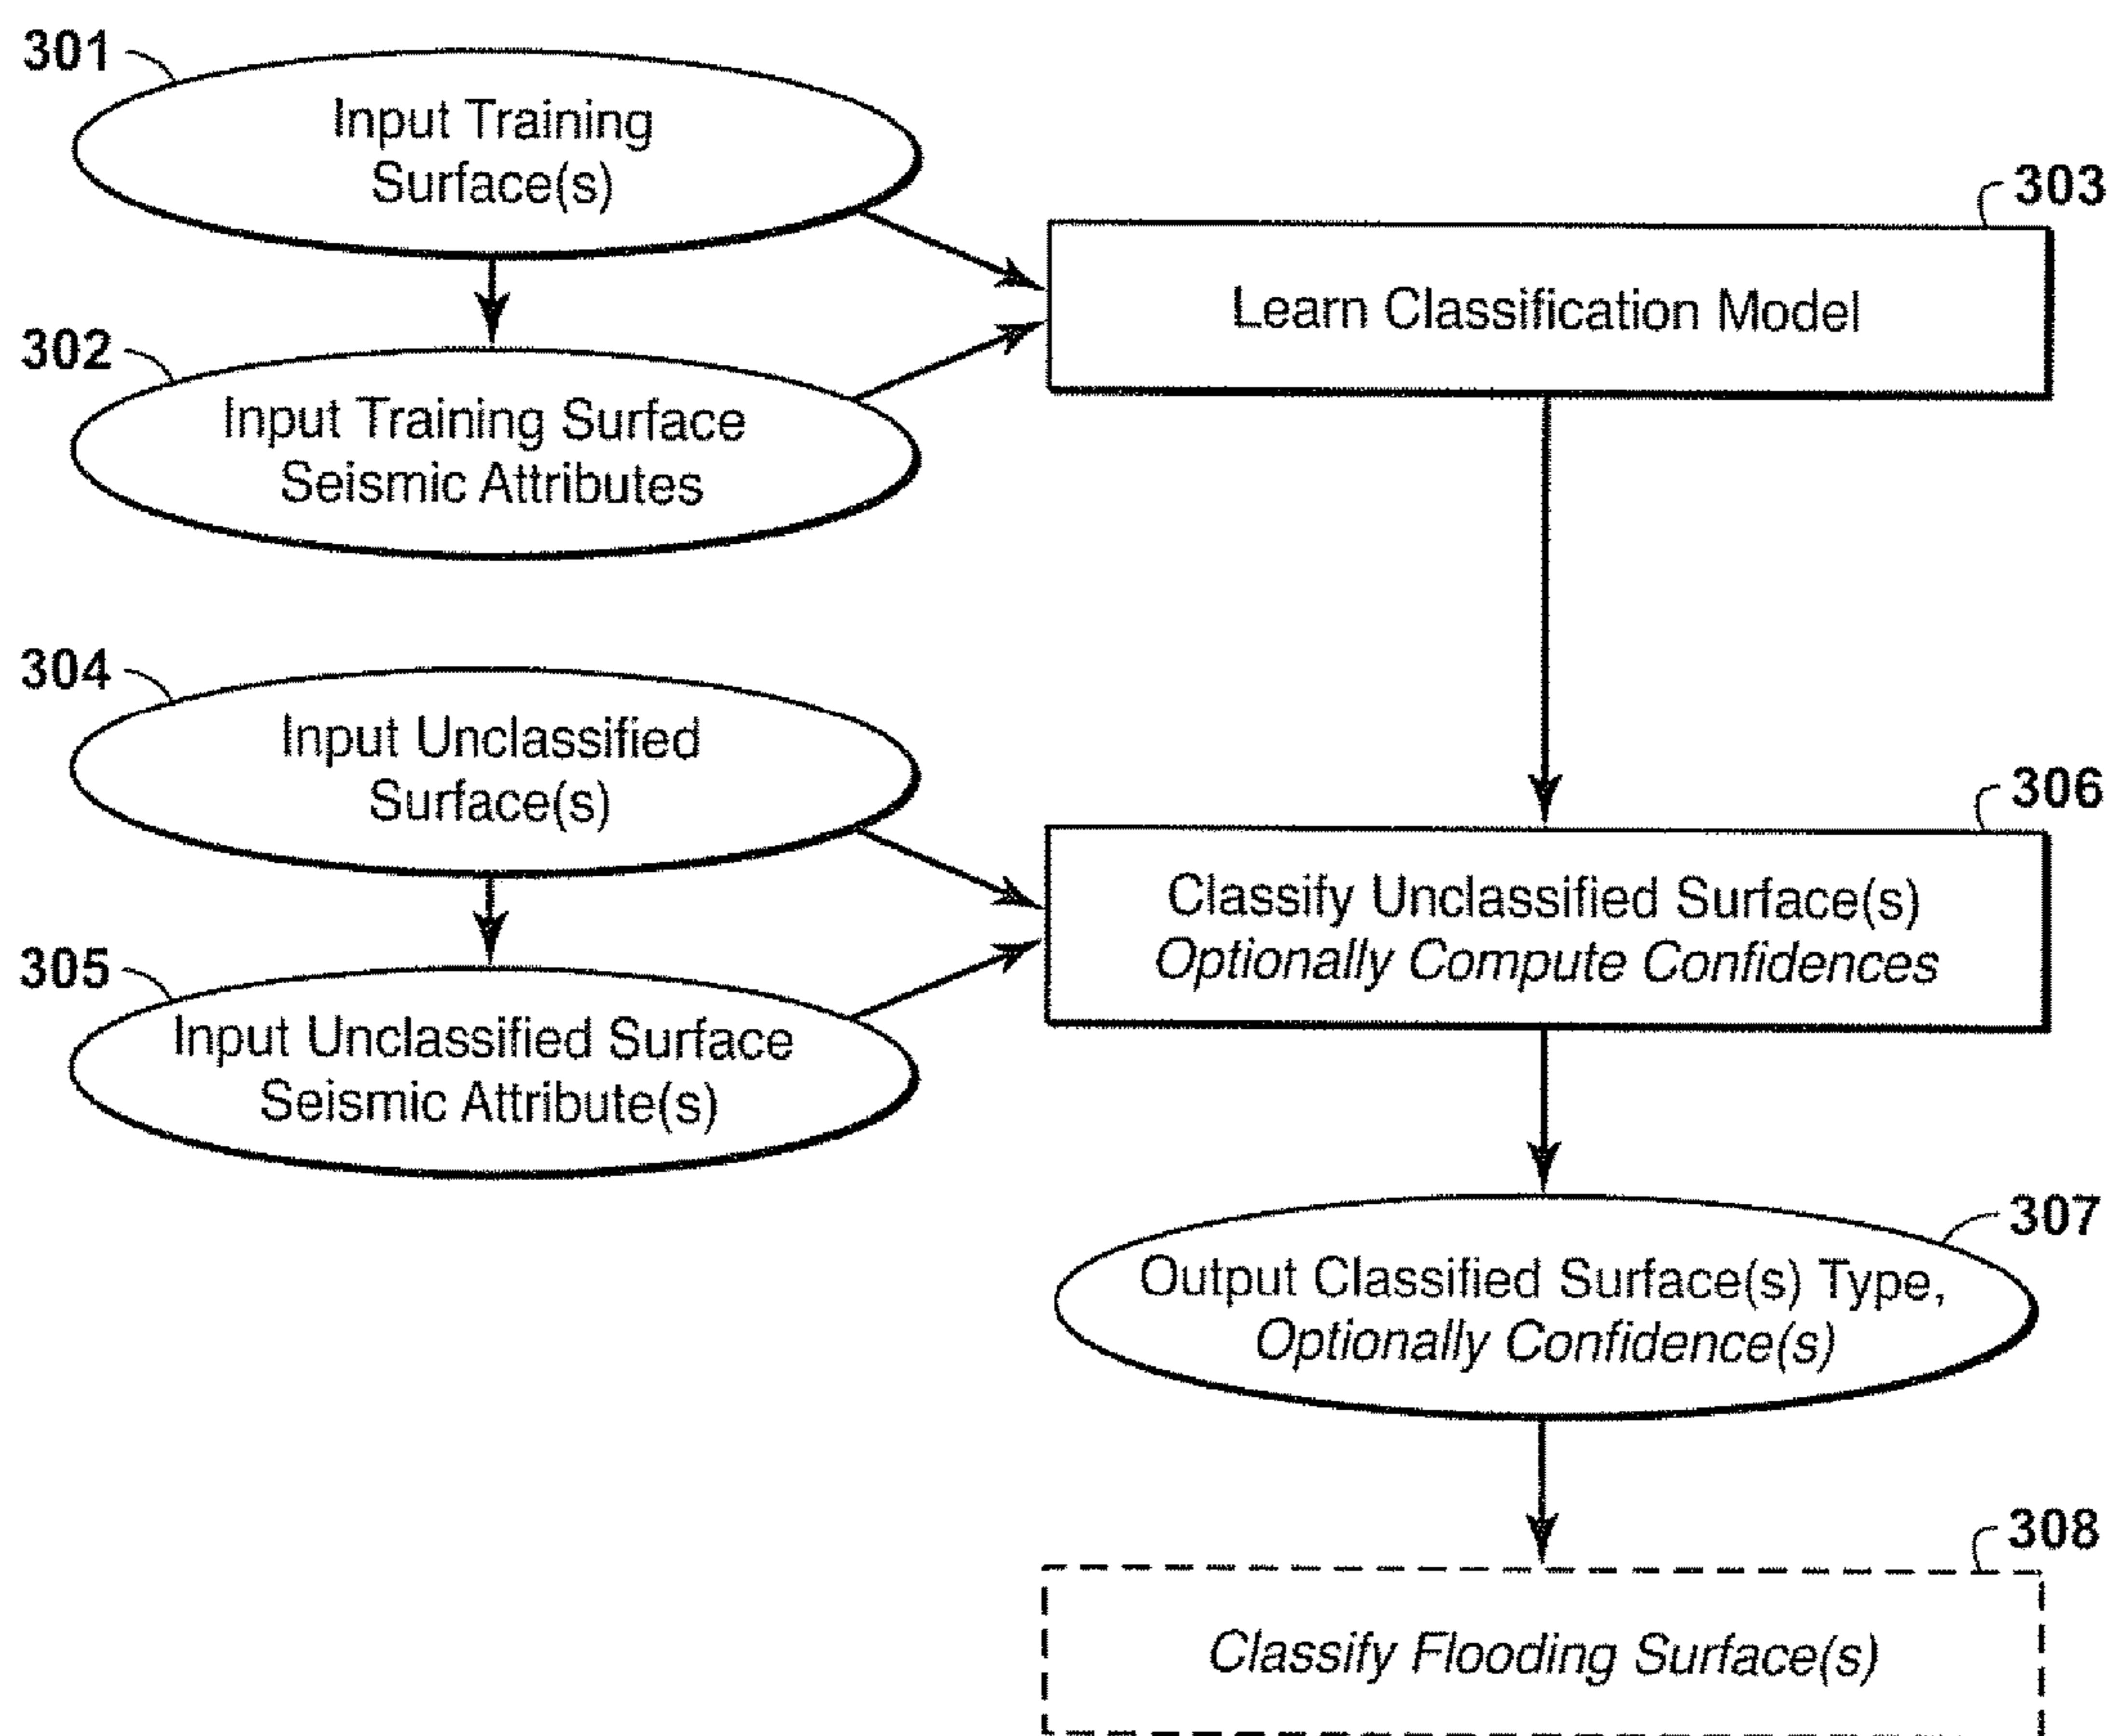 301
Input Training
Surface(s)
302
Input Training Surface
Seismic Attributes
303
Learn Classification Model
304
Input Unclassified
Surface(s)
305
Input Unclassified Surface
Seismic Attribute(s)
306
Classify Unclassified Surface(s)
Optionally Compute Confidences
307
Output Classified Surface(s) Type,
Optionally Confidence(s)
308
Classify Flooding Surface(s)